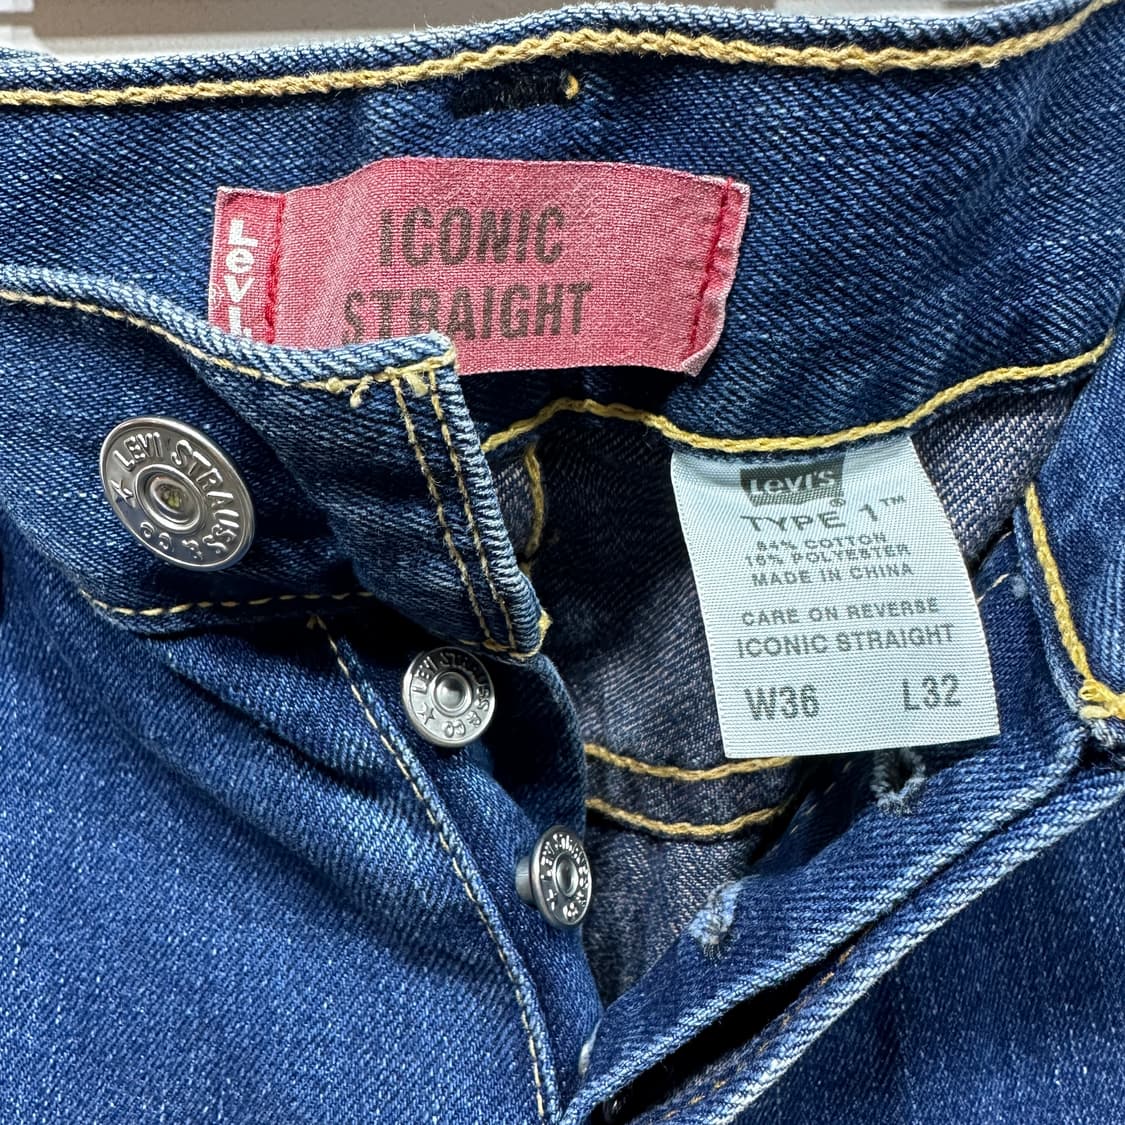 Levi
ICONIC
STRAIGHT
LEVI STRAUSS & CO
LEVI STRAUSS & CO
LEVI STRAUSS & CO
Levi's®
TYPE 1™
84% COTTON
16% POLYESTER
MADE IN CHINA
CARE ON REVERSE
ICONIC STRAIGHT
W36 L32